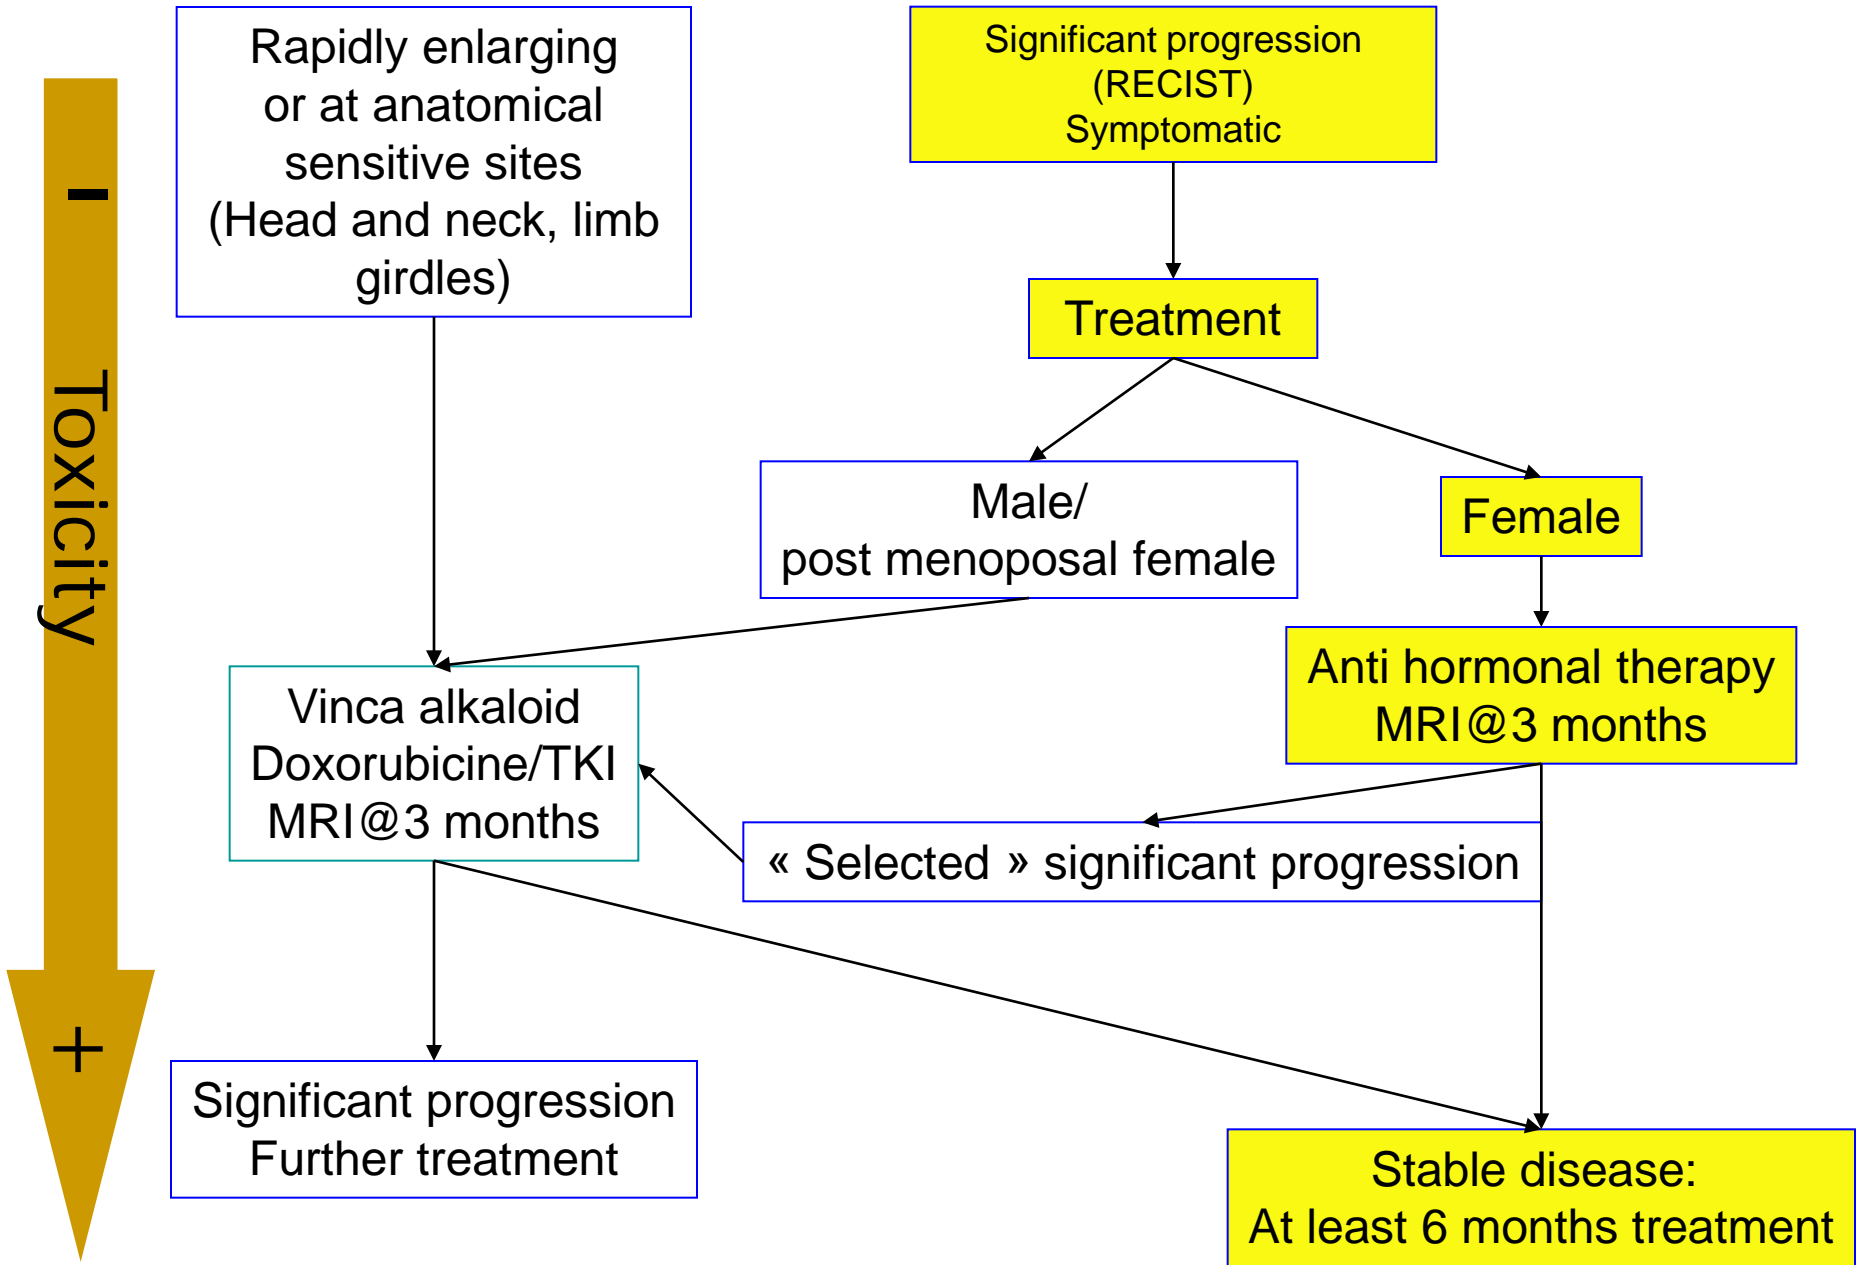 Rapidly enlarging
or at anatomical
sensitive sites
(Head and neck, limb
girdles)
Significant progression
(RECIST)
Symptomatic
-
Toxicity
+
Treatment
Male/
post menoposal female
Female
Vinca alkaloid
Doxorubicine/TKI
MRI@3 months
Anti hormonal therapy
MRI@3 months
« Selected » significant progression
Significant progression
Further treatment
Stable disease:
At least 6 months treatment